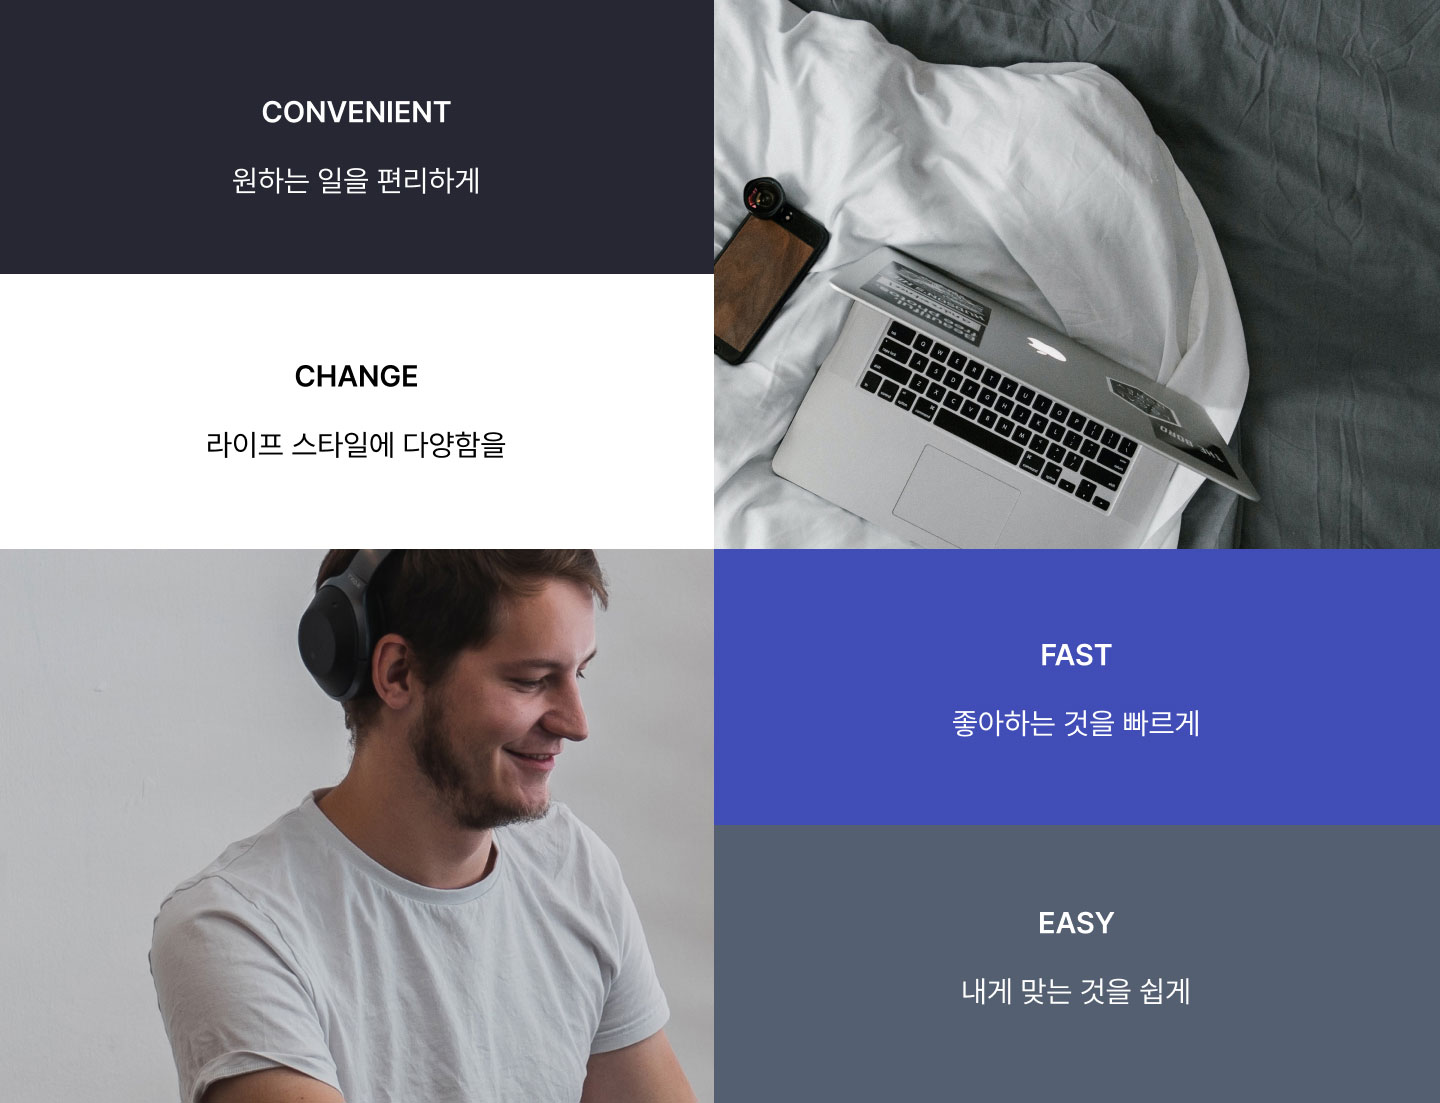 CONVENIENT
원하는 일을 편리하게
CHANGE
라이프 스타일에 다양함을
FAST
좋아하는 것을 빠르게
EASY
내게 맞는 것을 쉽게